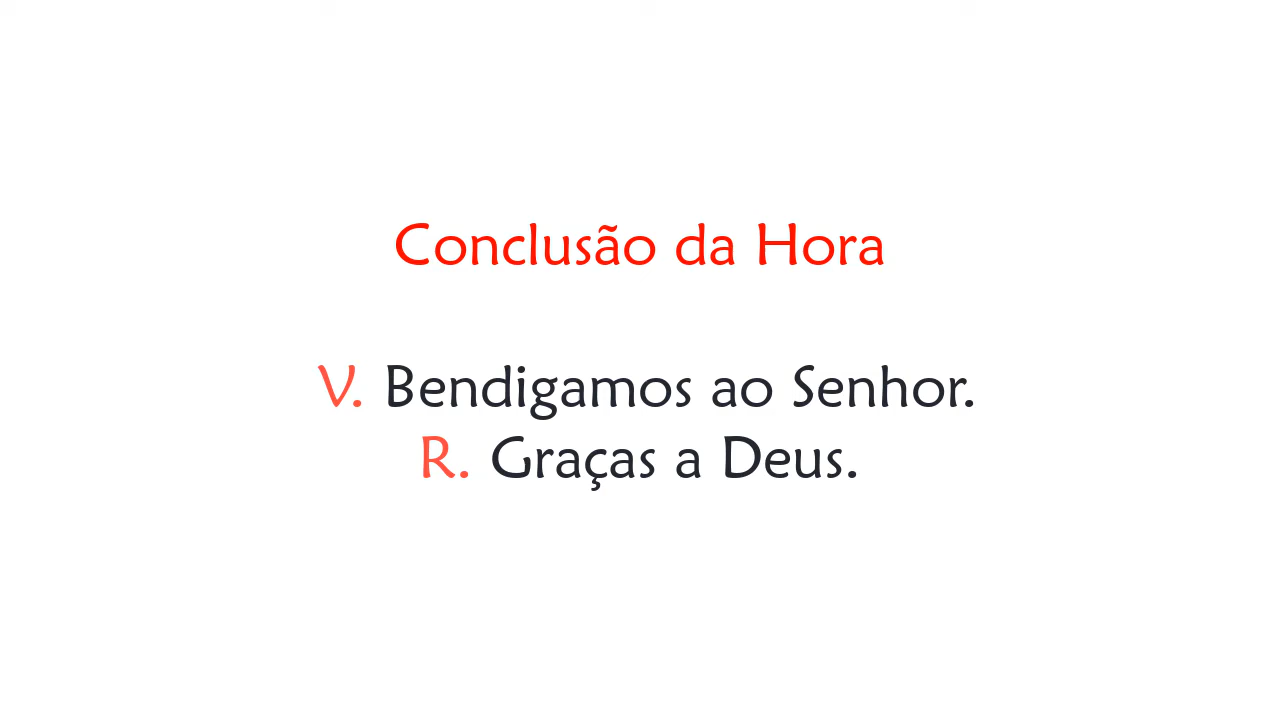 Conclusão da Hora
V. Bendigamos ao Senhor.
R. Graças a Deus.